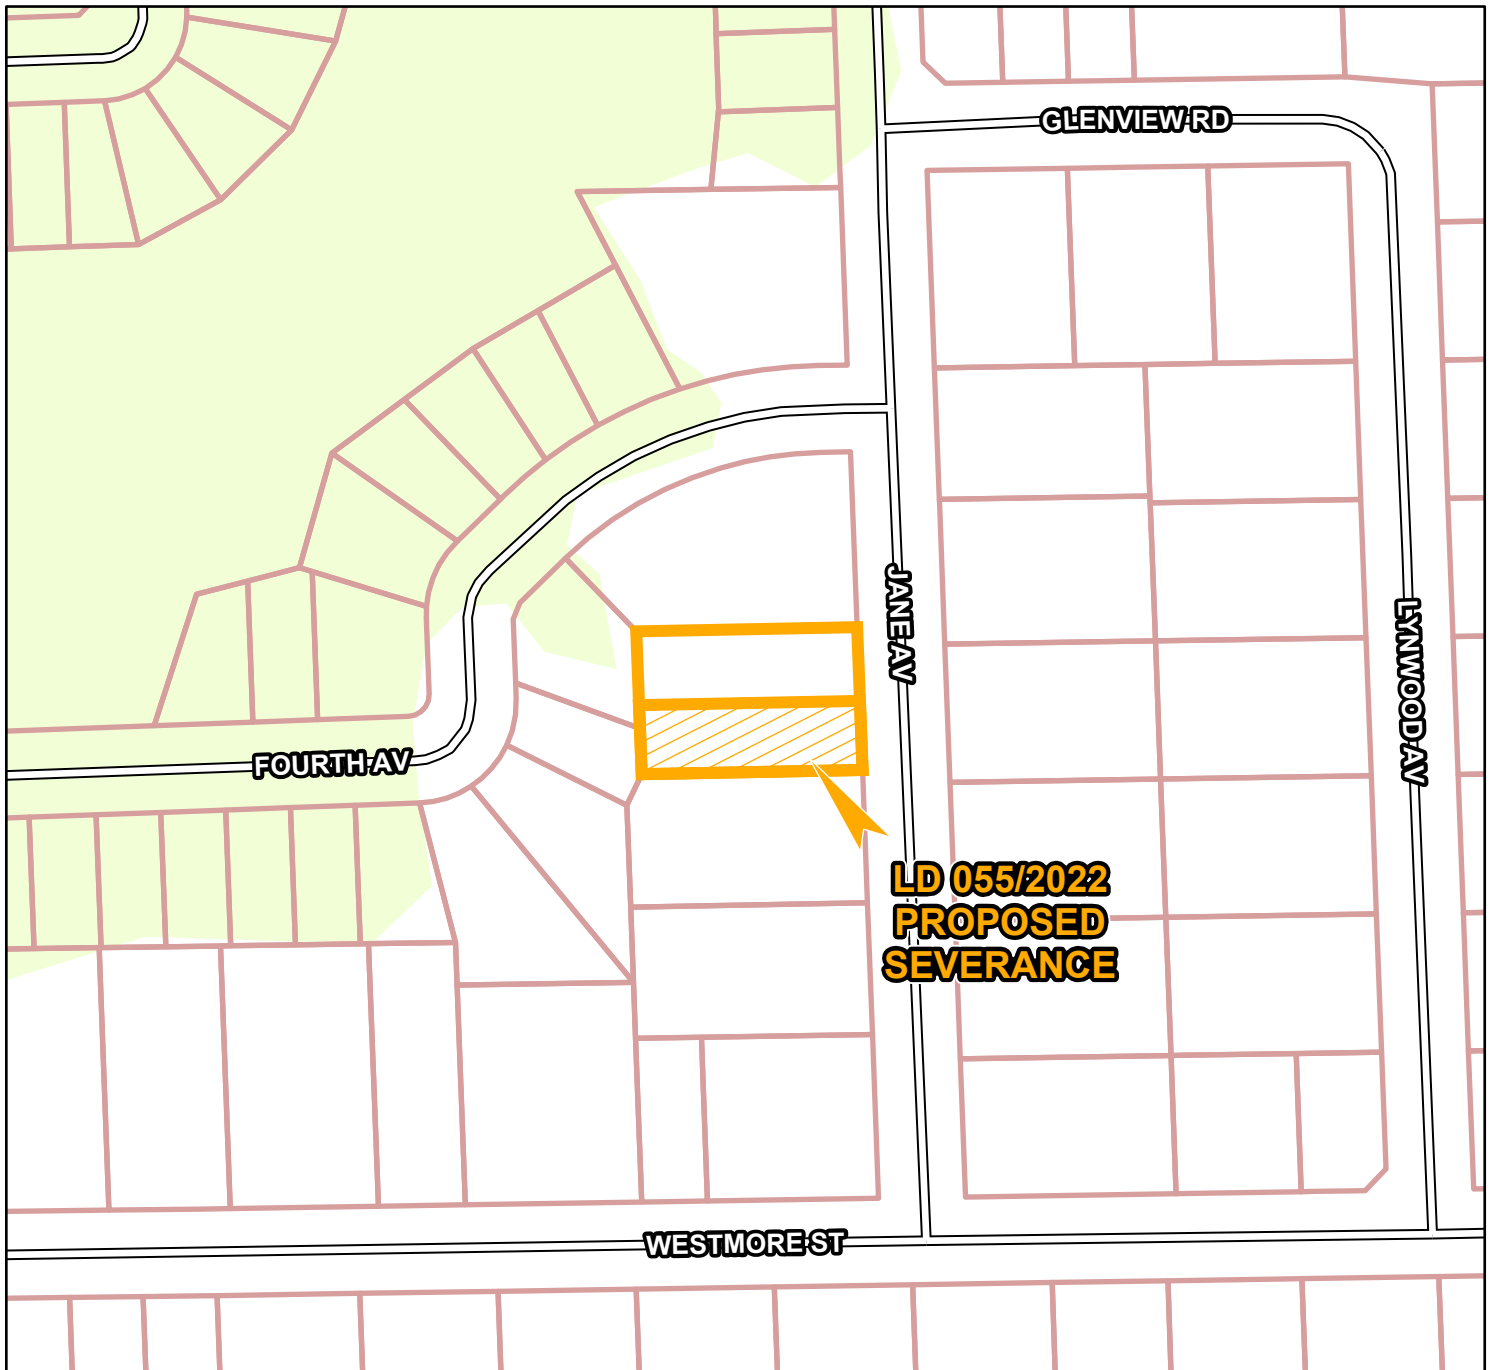 GLENVIEW RD
JANE AV
LYNWOOD AV
FOURTH AV
LD 055/2022
PROPOSED
SEVERANCE
WESTMORE ST